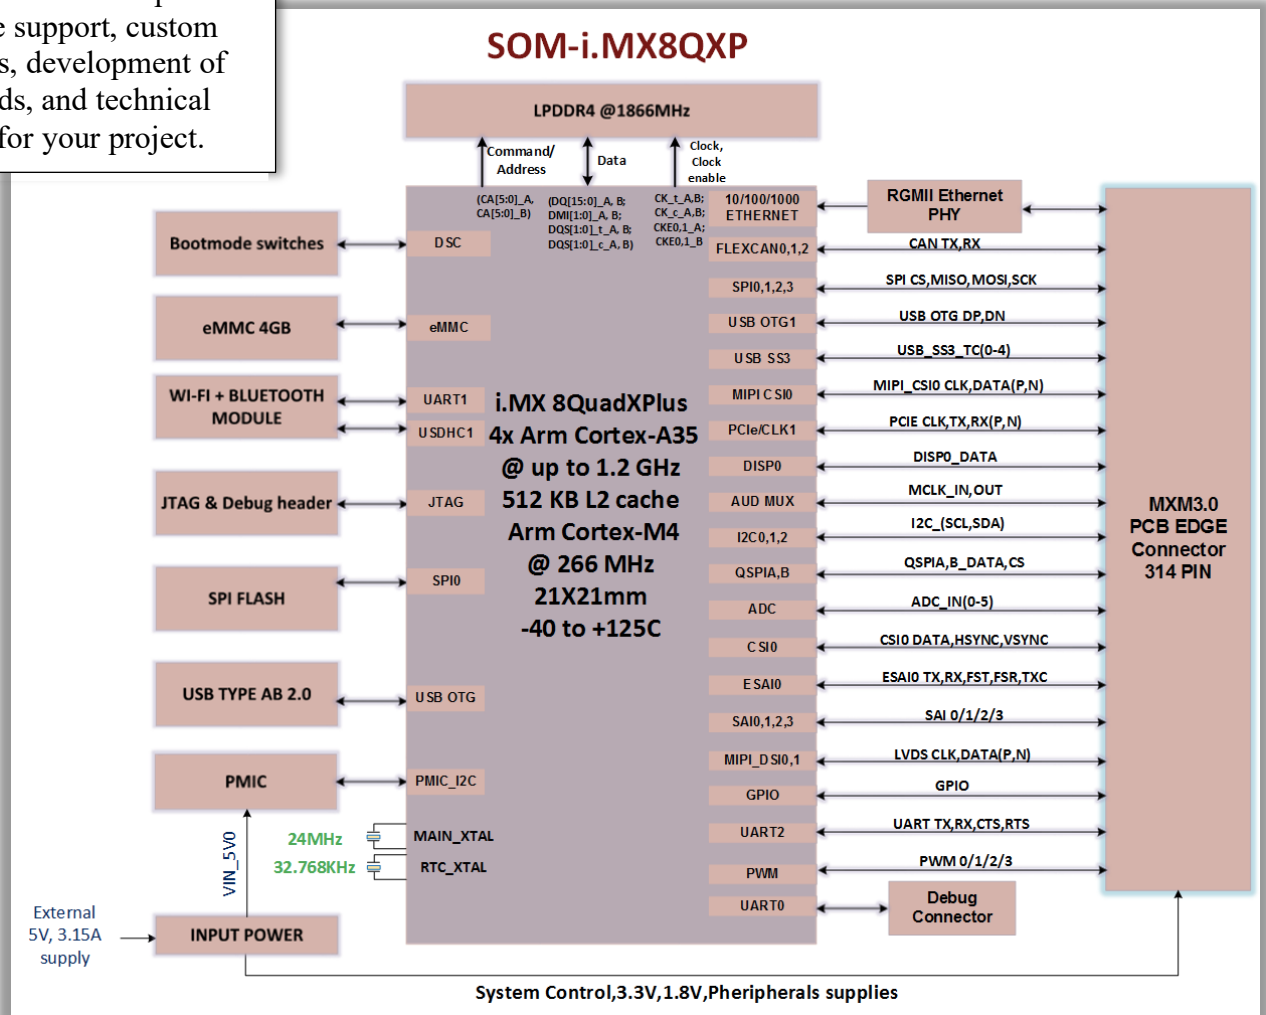 e support, custom
s, development of
ds, and technical
for your project.
SOM-i.MX8QXP
LPDDR4 @1866MHz
Command/
Address
Data
Clock,
Clock
enable
(CA[5:0]_A,
CA[5:0]_B)
(DQ[15:0]_A, B;
DMI[1:0]_A, B;
DQS[1:0]_t_A, B;
DQS[1:0]_c_A, B)
CK_t_A,B;
CK_c_A,B;
CKE0,1_A;
CKE0,1_B
Bootmode switches
DSC
eMMC 4GB
eMMC
WI-FI + BLUETOOTH
MODULE
UART1
USDHC1
JTAG & Debug header
JTAG
SPI FLASH
SPI0
USB TYPE AB 2.0
USB OTG
PMIC
PMIC_I2C
VIN_5V0
24MHz
MAIN_XTAL
32.768KHz
RTC_XTAL
External
5V, 3.15A
supply
INPUT POWER
i.MX 8QuadXPlus
4x Arm Cortex-A35
@ up to 1.2 GHz
512 KB L2 cache
Arm Cortex-M4
@ 266 MHz
21X21mm
-40 to +125C
10/100/1000
ETHERNET
RGMII Ethernet
PHY
FLEXCAN0,1,2
CAN TX,RX
SPI0,1,2,3
SPI CS,MISO,MOSI,SCK
USB OTG1
USB OTG DP,DN
USB SS3
USB_SS3_TC(0-4)
MIPI CSI0
MIPI_CSI0 CLK,DATA(P,N)
PCIe/CLK1
PCIE CLK,TX,RX(P,N)
DISP0
DISP0_DATA
AUD MUX
MCLK_IN,OUT
I2C0,1,2
I2C_(SCL,SDA)
QSPIA,B
QSPIA,B_DATA,CS
ADC
ADC_IN(0-5)
CSI0
CSI0 DATA,HSYNC,VSYNC
ESAI0
ESAI0 TX,RX,FST,FSR,TXC
SAI0,1,2,3
SAI 0/1/2/3
MIPI_DSI0,1
LVDS CLK,DATA(P,N)
GPIO
GPIO
UART2
UART TX,RX,CTS,RTS
PWM
PWM 0/1/2/3
UART0
Debug
Connector
MXM3.0
PCB EDGE
Connector
314 PIN
System Control,3.3V,1.8V,Pheripherals supplies